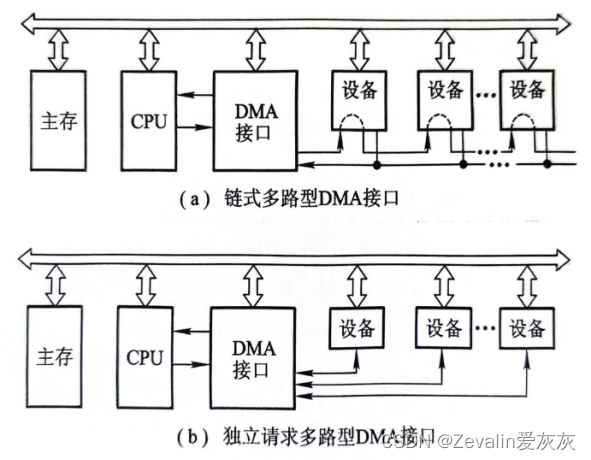 主存
CPU
DMA
接口
设备
设备
设备
(a) 链式多路型DMA接口
主存
CPU
DMA
接口
设备
设备
设备
(b) 独立请求多路型DMA接口
CSDN @Zevalin爱灰灰